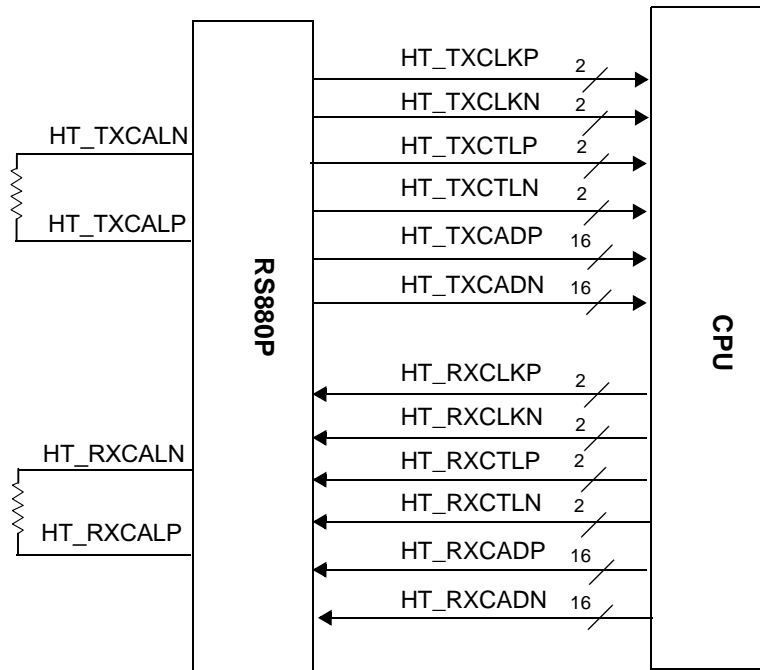 HT_TXCLKP 2
HT_TXCLKN 2
HT_TXCALN
HT_TXCTLP 2
HT_TXCTLN 2
HT_TXCALP
HT_TXCADP 16
HT_TXCADN 16
RS880P
CPU
HT_RXCLKP 2
HT_RXCLKN 2
HT_RXCALN
HT_RXCTLP 2
HT_RXCTLN 2
HT_RXCALP
HT_RXCADP 16
HT_RXCADN 16